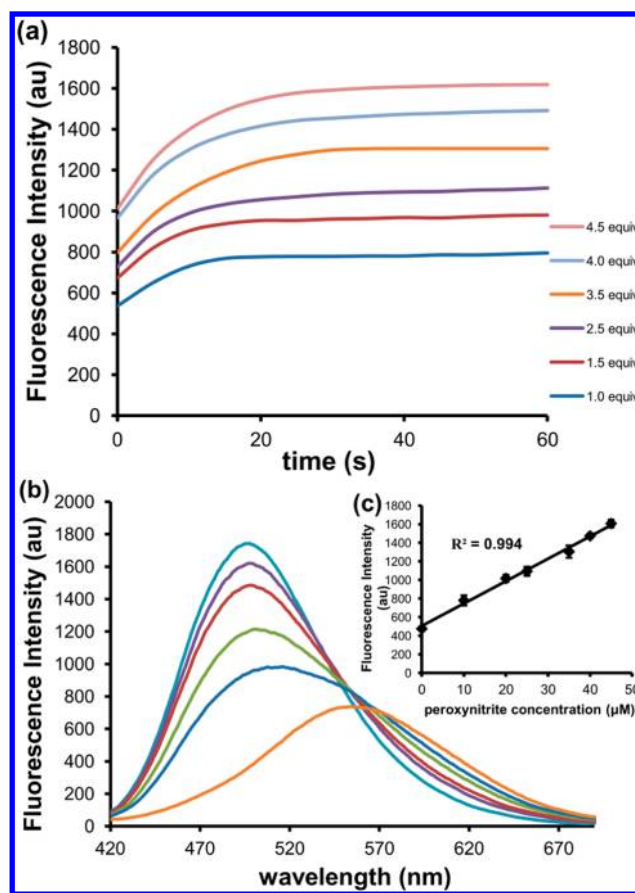 (a)
1800
1600
1400
1200
1000
800
600
400
200
0
Fluorescence Intensity (au)
0 20 40 60
time (s)
4.5 equiv
4.0 equiv
3.5 equiv
2.5 equiv
1.5 equiv
1.0 equiv
(b)
2000
1800
1600
1400
1200
1000
800
600
400
200
0
Fluorescence Intensity (au)
420 470 520 570 620 670
wavelength (nm)
(c)
1800
1600
1400
1200
1000
800
600
400
200
0
Fluorescence Intensity
(au)
R² = 0.994
0 10 20 30 40 50
peroxynitrite concentration (µM)